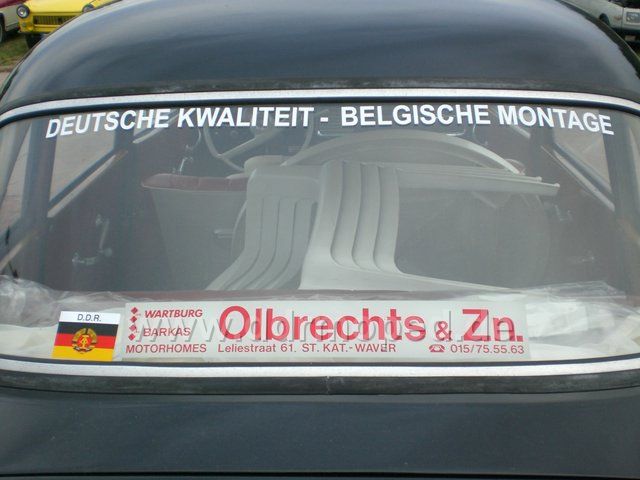 DEUTSCHE KWALITEIT - BELGISCHE MONTAGE
D.D.R.
WARTBURG
BARKAS
MOTORHOMES
Olbrechts & Zn.
Leliestraat 61. ST. KAT.- WAVER ☎ 015/75.55.63